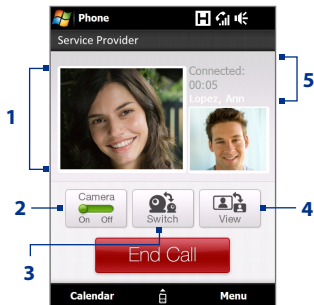 Phone
H
Service Provider
Connected:
00:05
Lopez, Ann
1
5
Camera
On Off
Switch
View
2
4
3
End Call
Calendar
Menu